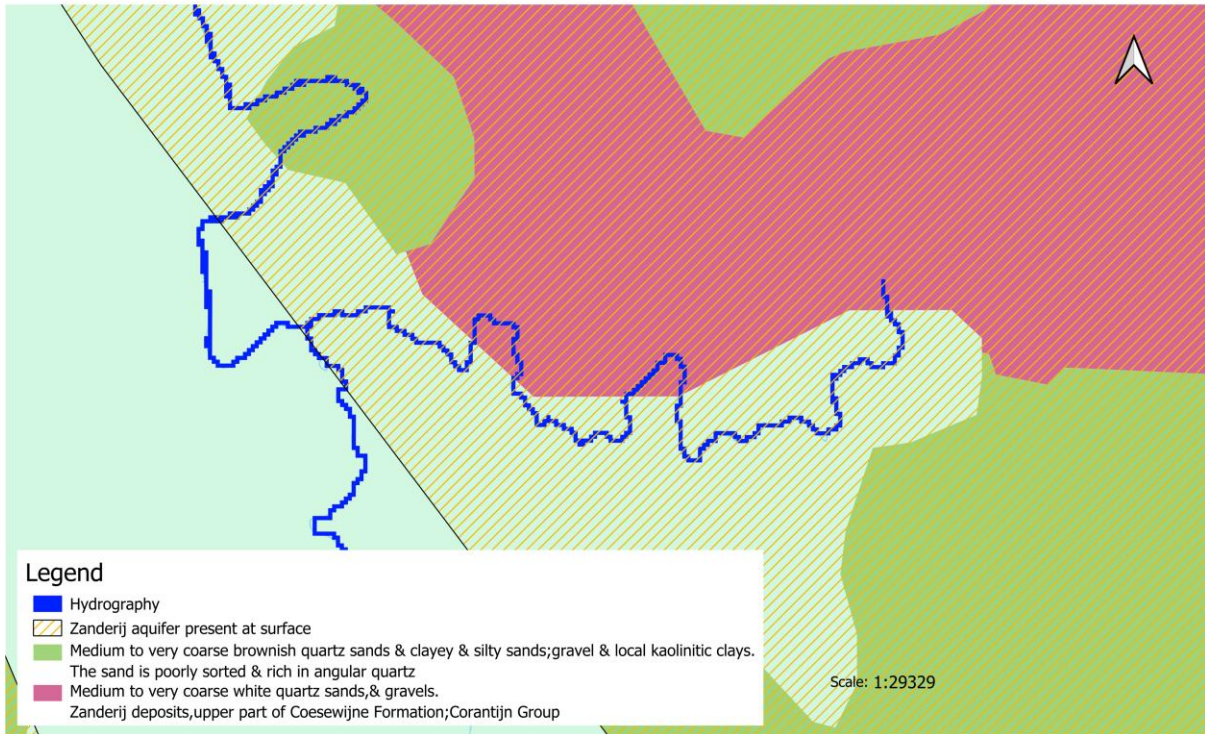 Legend
Hydrography
Zanderij aquifer present at surface
Medium to very coarse brownish quartz sands & clayey & silty sands;gravel & local kaolinitic clays.
The sand is poorly sorted & rich in angular quartz
Medium to very coarse white quartz sands,& gravels.
Zanderij deposits,upper part of Coesewijne Formation;Corantijn Group
Scale: 1:29329